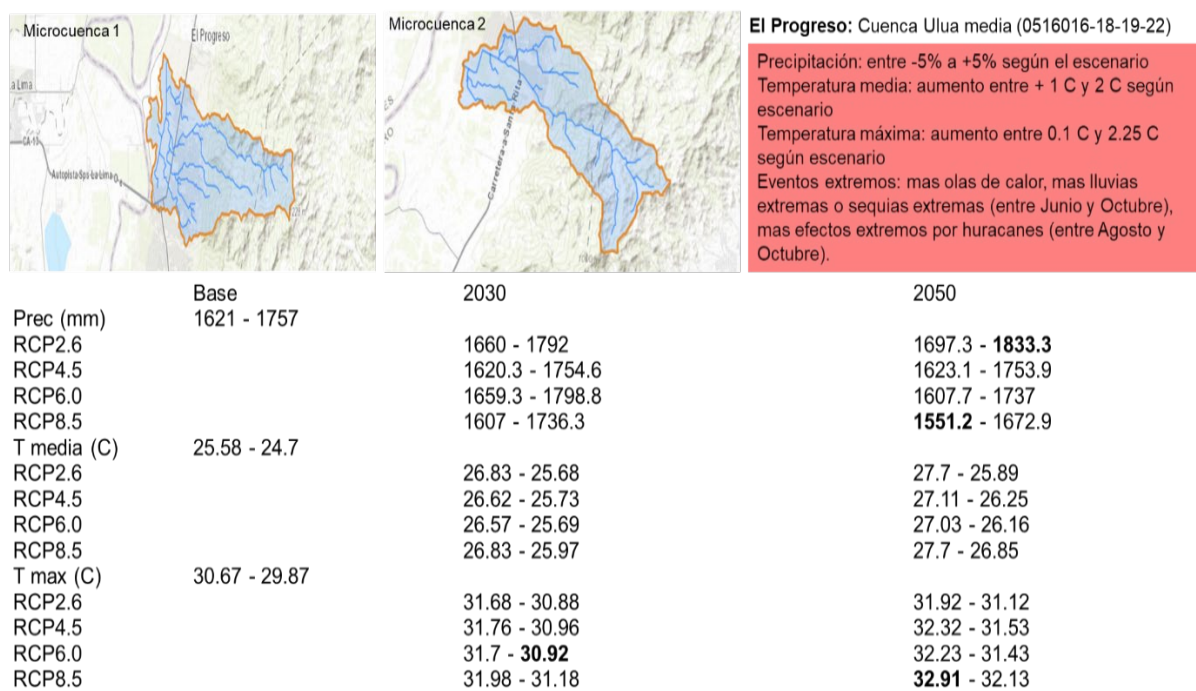 Microcuenca 1
El Progreso
a Lima
CA-13
Autopista-Sps-La-Lima
Microcuenca 2
Carretera-a-Santa-Rita
El Progreso: Cuenca Ulua media (0516016-18-19-22)
Precipitación: entre -5% a +5% según el escenario
Temperatura media: aumento entre + 1 C y 2 C según
escenario
Temperatura máxima: aumento entre 0.1 C y 2.25 C
según escenario
Eventos extremos: mas olas de calor, mas lluvias
extremas o sequias extremas (entre Junio y Octubre),
mas efectos extremos por huracanes (entre Agosto y
Octubre).
Base 2030 2050
Prec (mm) 1621 - 1757
RCP2.6 1660 - 1792 1697.3 - 1833.3
RCP4.5 1620.3 - 1754.6 1623.1 - 1753.9
RCP6.0 1659.3 - 1798.8 1607.7 - 1737
RCP8.5 1607 - 1736.3 1551.2 - 1672.9
T media (C) 25.58 - 24.7
RCP2.6 26.83 - 25.68 27.7 - 25.89
RCP4.5 26.62 - 25.73 27.11 - 26.25
RCP6.0 26.57 - 25.69 27.03 - 26.16
RCP8.5 26.83 - 25.97 27.7 - 26.85
T max (C) 30.67 - 29.87
RCP2.6 31.68 - 30.88 31.92 - 31.12
RCP4.5 31.76 - 30.96 32.32 - 31.53
RCP6.0 31.7 - 30.92 32.23 - 31.43
RCP8.5 31.98 - 31.18 32.91 - 32.13